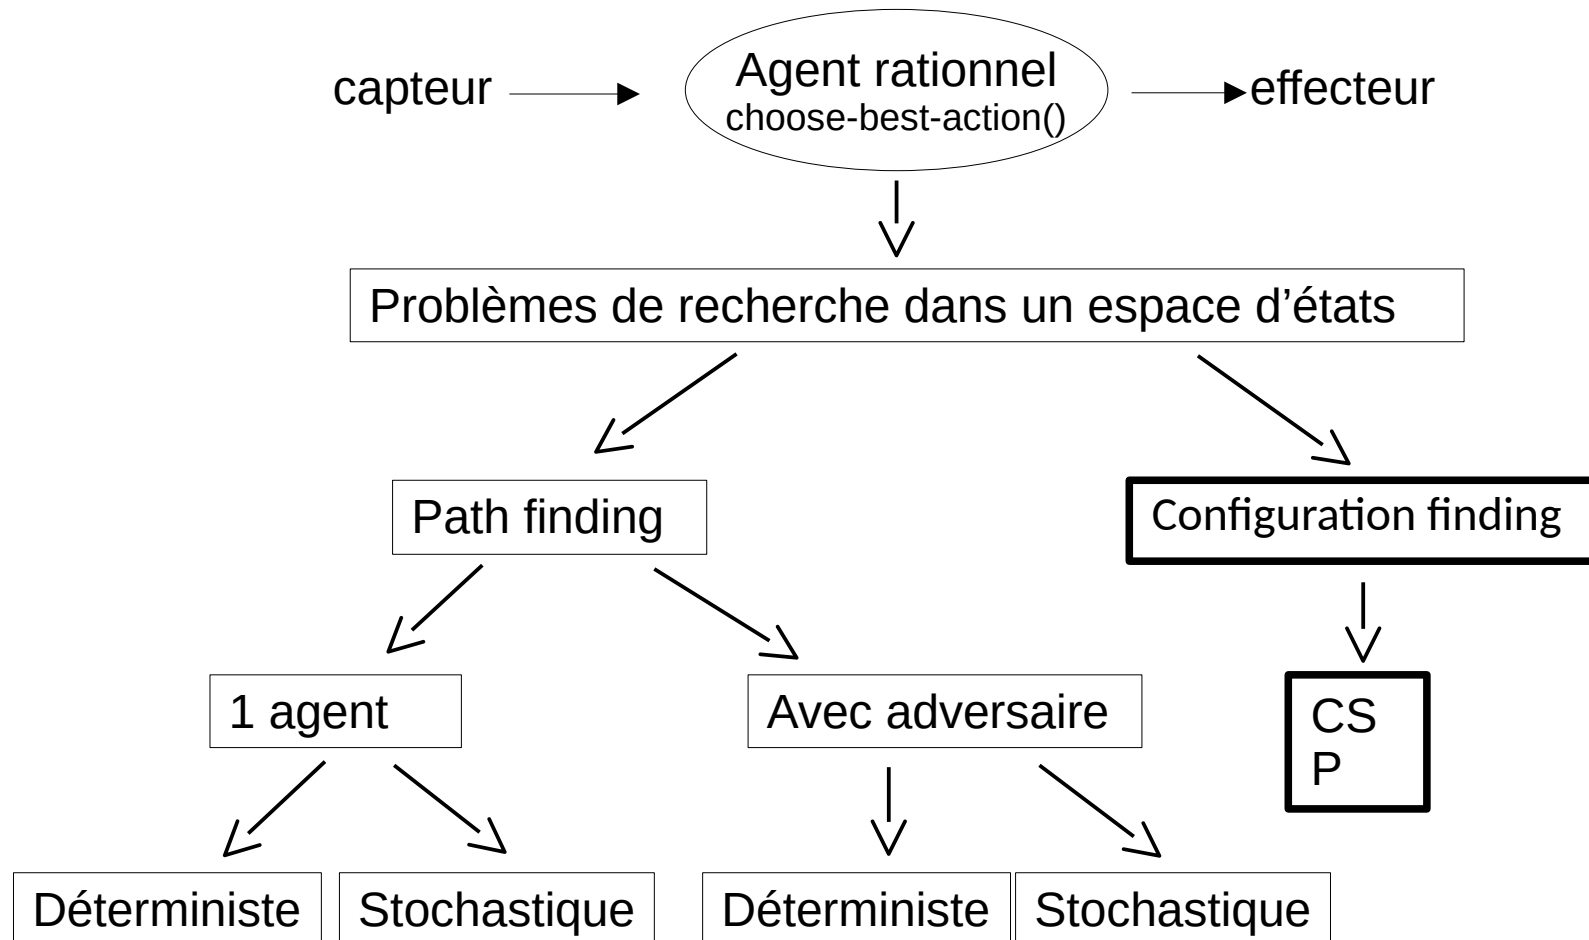 capteur
Agent rationnel
choose-best-action()
effecteur
Problèmes de recherche dans un espace d’états
Path finding
Configuration finding
1 agent
Avec adversaire
CS
P
Déterministe
Stochastique
Déterministe
Stochastique